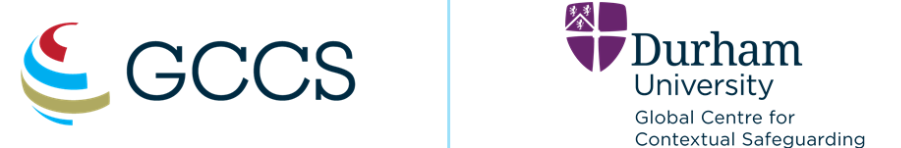 GCCS
Durham
University
Global Centre for
Contextual Safeguarding